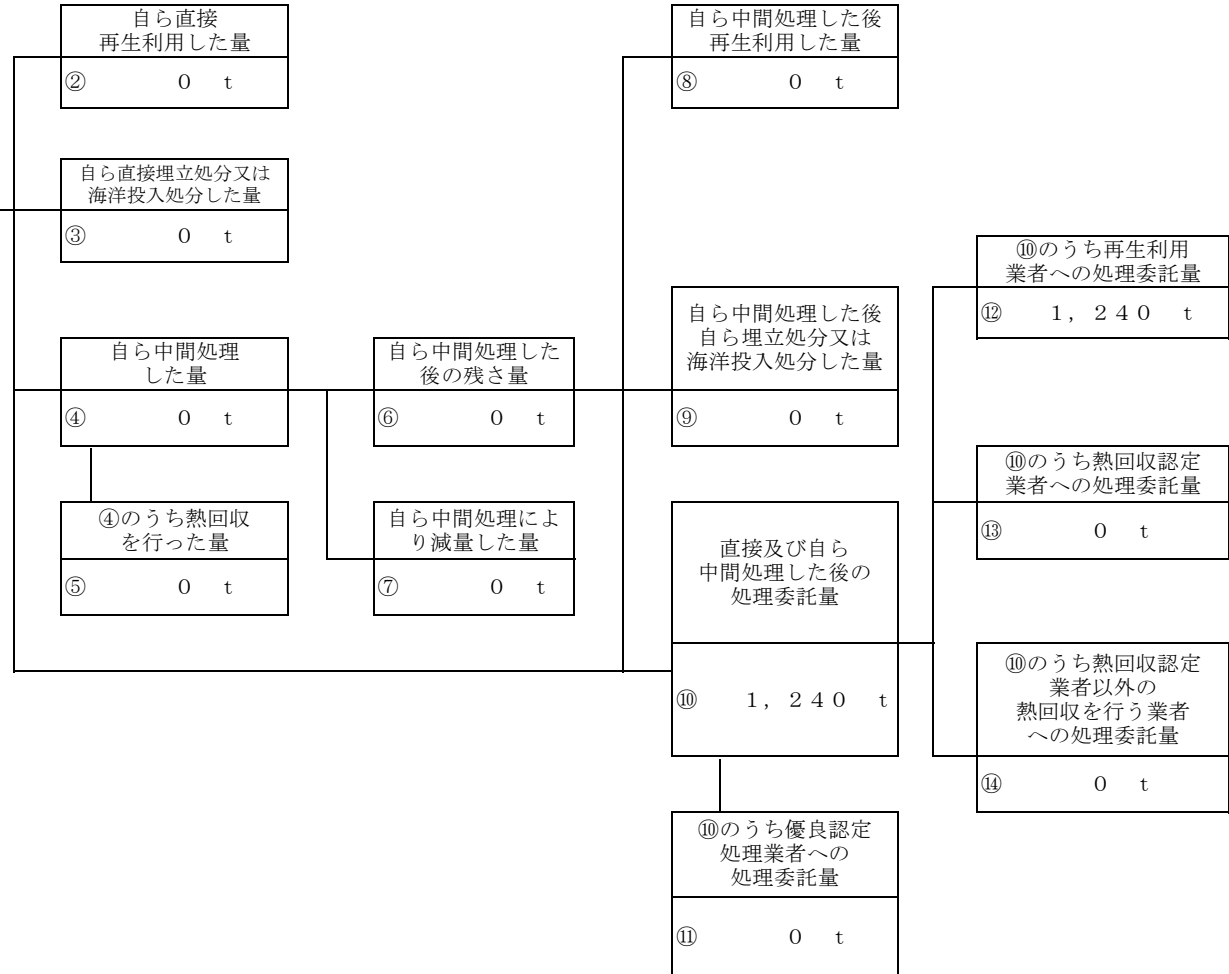 自ら直接
再生利用した量
② 0 t
自ら直接埋立処分又は
海洋投入処分した量
③ 0 t
自ら中間処理
した量
④ 0 t
④のうち熱回収
を行った量
⑤ 0 t
自ら中間処理した
後の残さ量
⑥ 0 t
自ら中間処理によ
り減量した量
⑦ 0 t
自ら中間処理した後
再生利用した量
⑧ 0 t
自ら中間処理した後
自ら埋立処分又は
海洋投入処分した量
⑨ 0 t
直接及び自ら
中間処理した後の
処理委託量
⑩ 1,240 t
⑩のうち優良認定
処理業者への
処理委託量
⑪ 0 t
⑩のうち再生利用
業者への処理委託量
⑫ 1,240 t
⑩のうち熱回収認定
業者への処理委託量
⑬ 0 t
⑩のうち熱回収認定
業者以外の
熱回収を行う業者
への処理委託量
⑭ 0 t